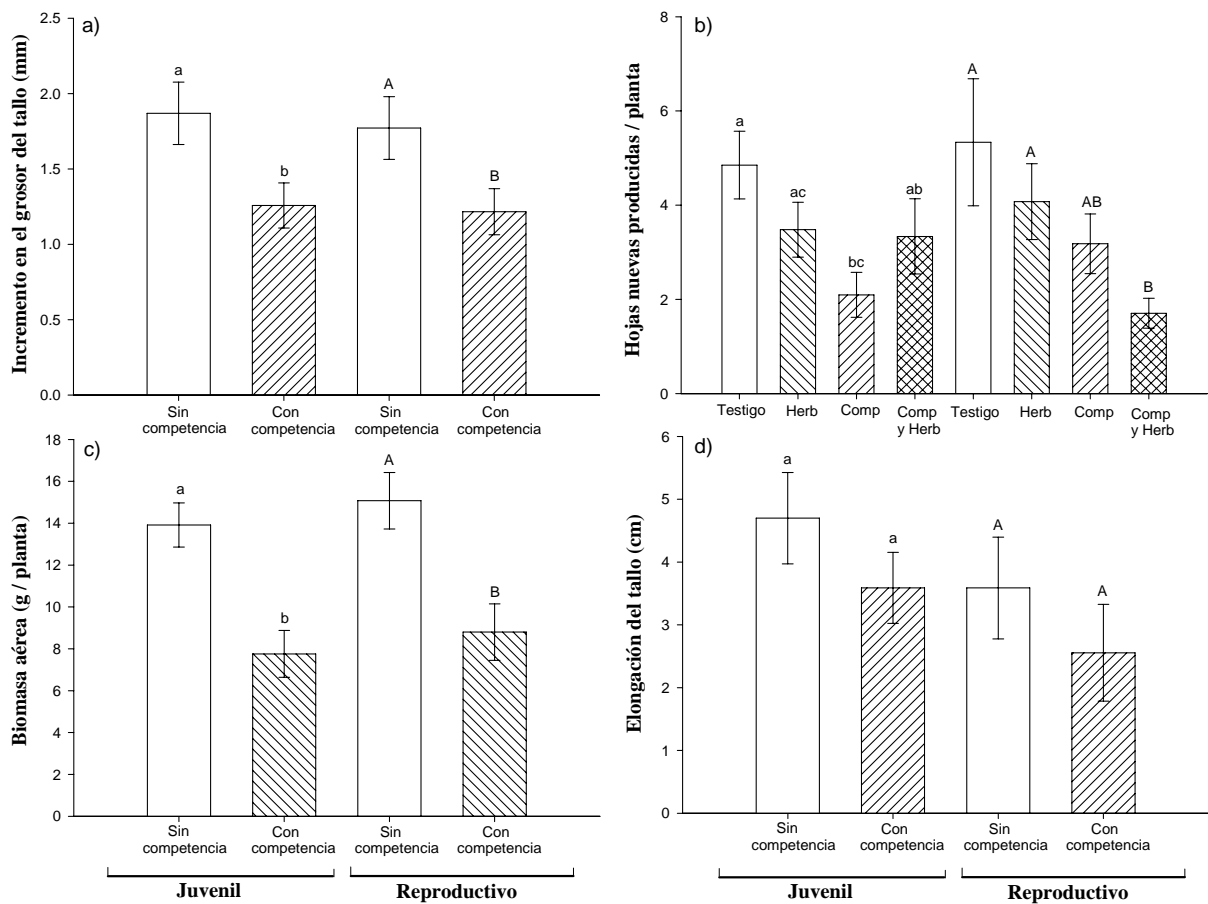 a)
Incremento en el grosor del tallo (mm)
2.5
2.0
1.5
1.0
0.5
0.0
a
b
A
B
Sin
competencia
Con
competencia
Sin
competencia
Con
competencia
b)
Hojas nuevas producidas / planta
8
6
4
2
0
a
ac
bc
ab
A
A
AB
B
Testigo
Herb
Comp
Comp
y Herb
Testigo
Herb
Comp
Comp
y Herb
c)
Biomasa aérea (g / planta)
18
16
14
12
10
8
6
4
2
0
a
b
A
B
Sin
competencia
Con
competencia
Sin
competencia
Con
competencia
Juvenil
Reproductivo
d)
Elongación del tallo (cm)
6
5
4
3
2
1
0
a
a
A
A
Sin
competencia
Con
competencia
Sin
competencia
Con
competencia
Juvenil
Reproductivo